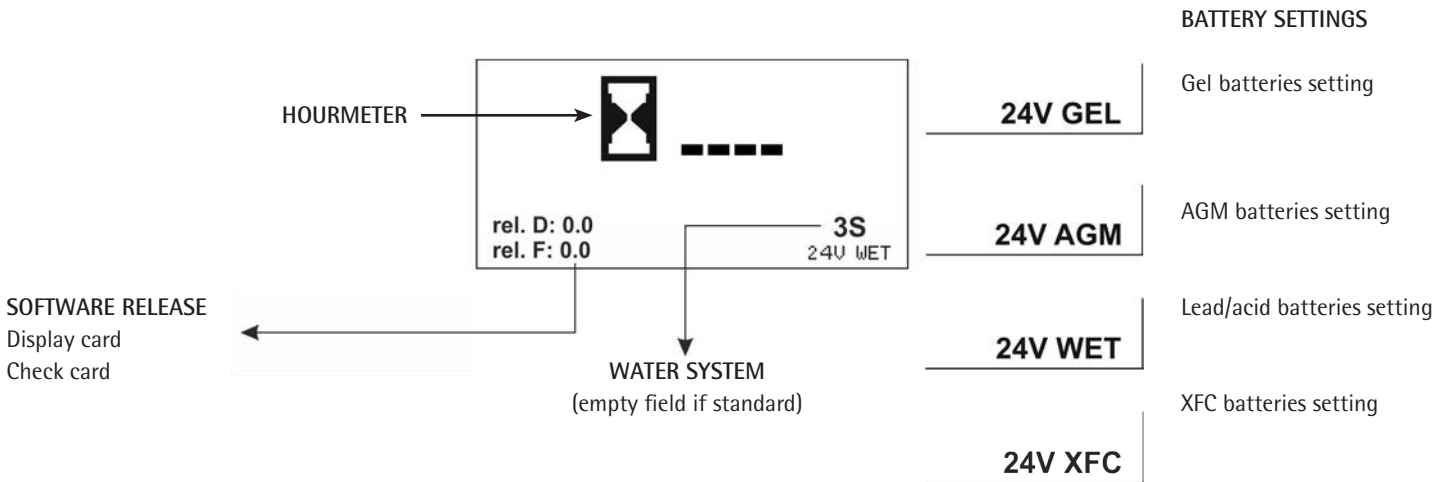 BATTERY SETTINGS
HOURMETER
24V GEL
Gel batteries setting
24V AGM
AGM batteries setting
rel. D: 0.0
rel. F: 0.0
3S
24V WET
SOFTWARE RELEASE
Display card
Check card
WATER SYSTEM
(empty field if standard)
24V WET
Lead/acid batteries setting
24V XFC
XFC batteries setting